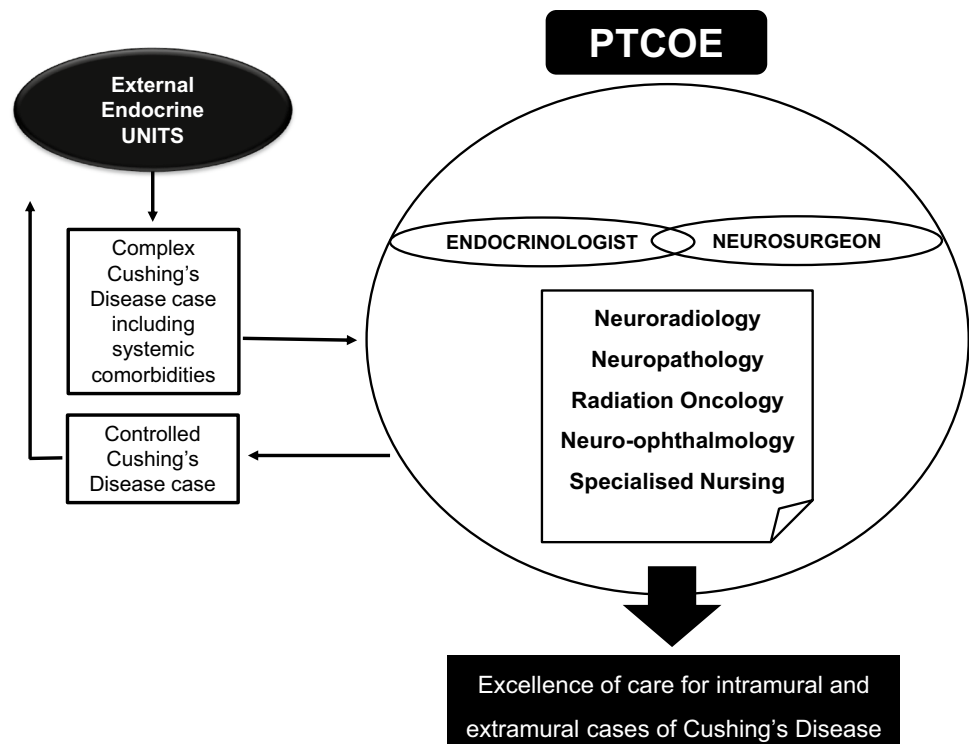 PTCOE
External
Endocrine
UNITS
Complex
Cushing’s
Disease case
including
systemic
comorbidities
Controlled
Cushing’s
Disease case
ENDOCRINOLOGIST
NEUROSURGEON
Neuroradiology
Neuropathology
Radiation Oncology
Neuro-ophthalmology
Specialised Nursing
Excellence of care for intramural and
extramural cases of Cushing’s Disease